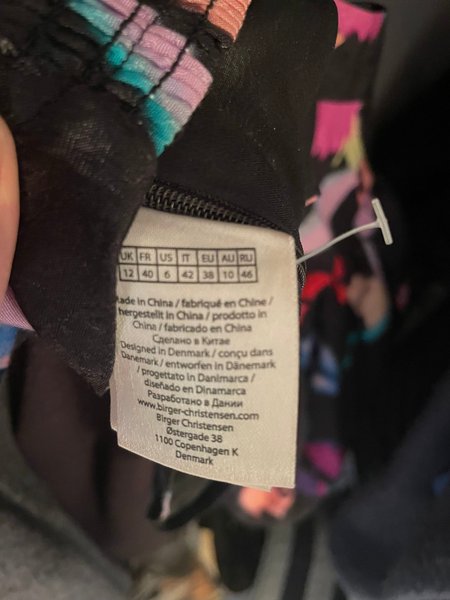 UK FR US IT EU AU RU
12 40 6 42 38 10 46
ade in China / fabriqué en Chine /
hergestellt in China / prodotto in
China / fabricado en China
Сделано в Китае
Designed in Denmark / conçu dans
Danemark / entworfen in Dänemark
/ progettato in Danimarca /
diseñado en Dinamarca
Разработано в Дании
www.birger-christensen.com
Birger Christensen
Østergade 38
1100 Copenhagen K
Denmark